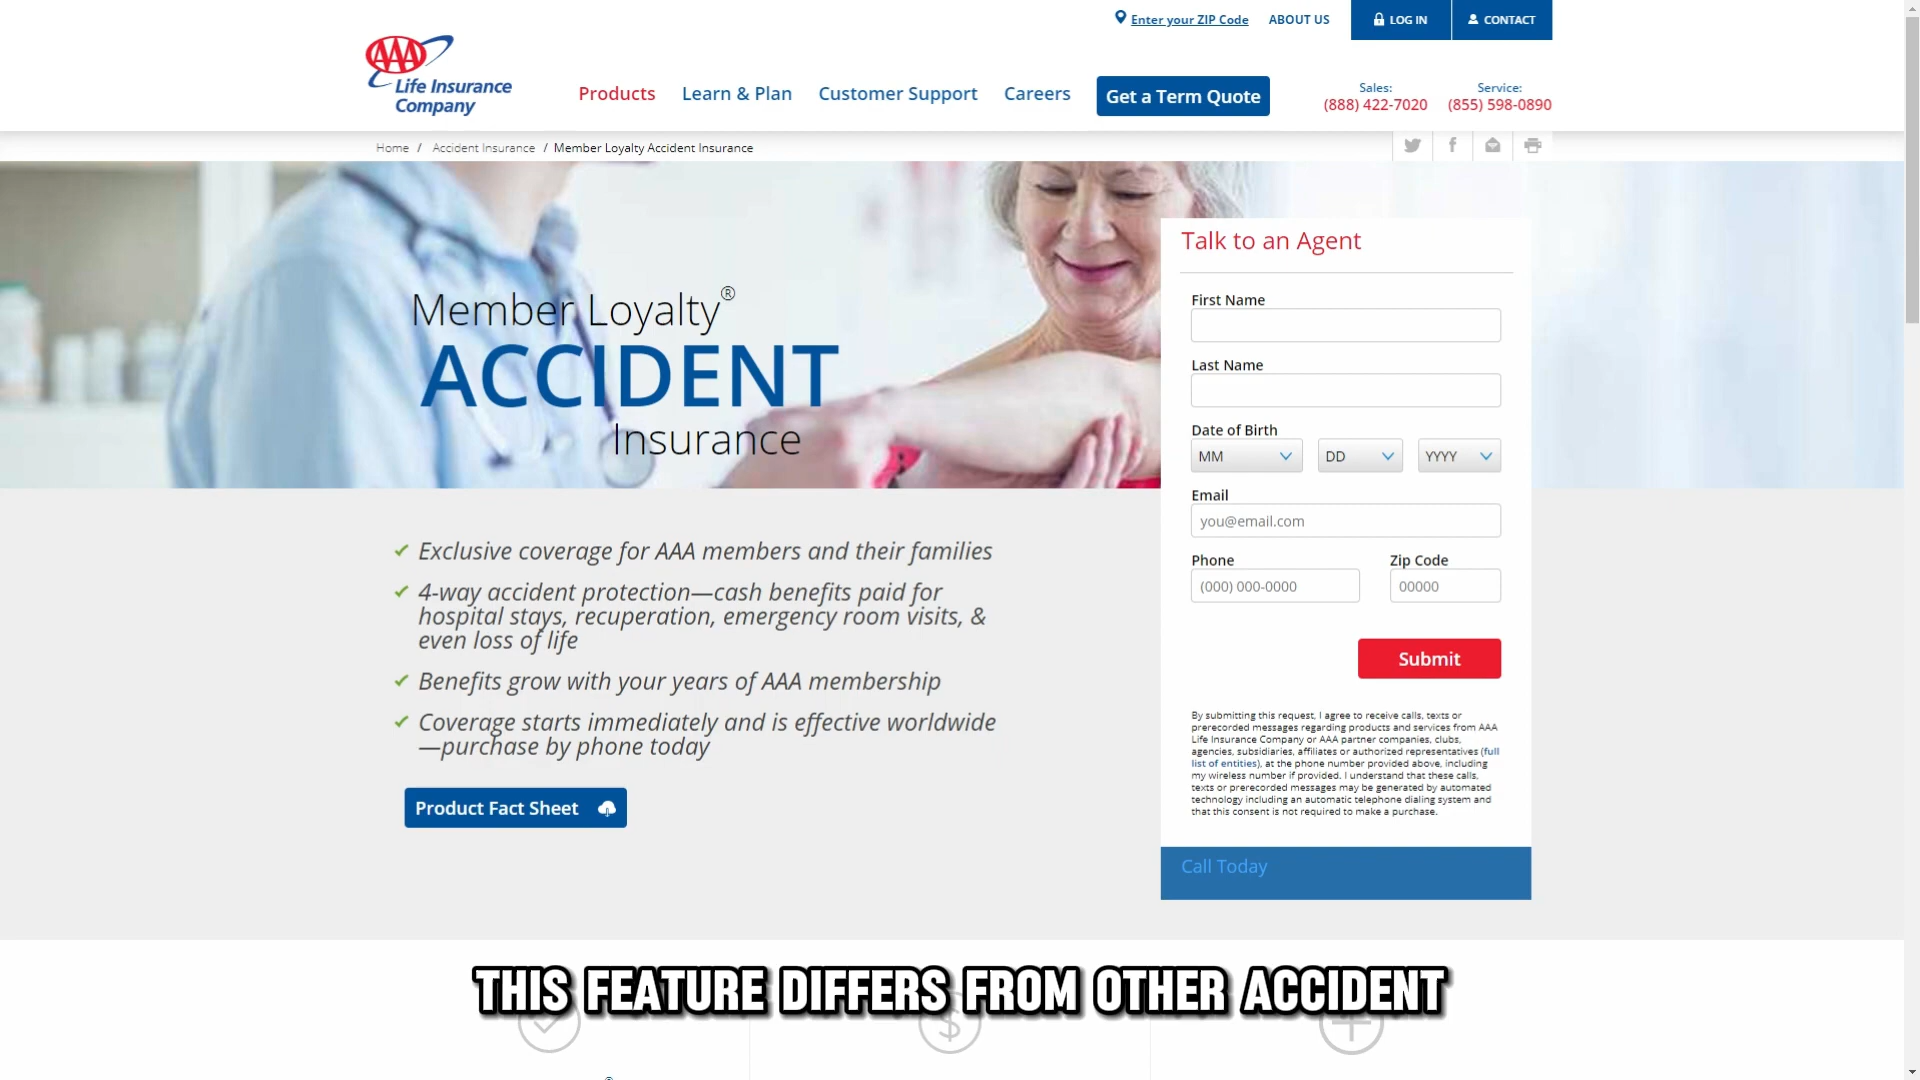 Enter your ZIP Code
ABOUT US
LOG IN
CONTACT
AAA
Life Insurance
Company
Products
Learn & Plan
Customer Support
Careers
Get a Term Quote
Sales:
(888) 422-7020
Service:
(855) 598-0890
Home / Accident Insurance / Member Loyalty Accident Insurance
Member Loyalty®
ACCIDENT
Insurance
Exclusive coverage for AAA members and their families
4-way accident protection—cash benefits paid for
hospital stays, recuperation, emergency room visits, &
even loss of life
Benefits grow with your years of AAA membership
Coverage starts immediately and is effective worldwide
—purchase by phone today
Product Fact Sheet
Talk to an Agent
First Name
Last Name
Date of Birth
MM
DD
YYYY
Email
you@email.com
Phone
Zip Code
(000) 000-0000
00000
Submit
By submitting this request, I agree to receive calls, texts or
prerecorded messages regarding products and services from AAA
Life Insurance Company or AAA partner companies, clubs,
agencies, subsidiaries, affiliates or authorized representatives (full
list of entities), at the phone number provided above, including
my wireless number if provided. I understand that these calls,
texts or prerecorded messages may be generated by automated
technology including an automatic telephone dialing system and
that this consent is not required to make a purchase.
Call Today
THIS FEATURE DIFFERS FROM OTHER ACCIDENT